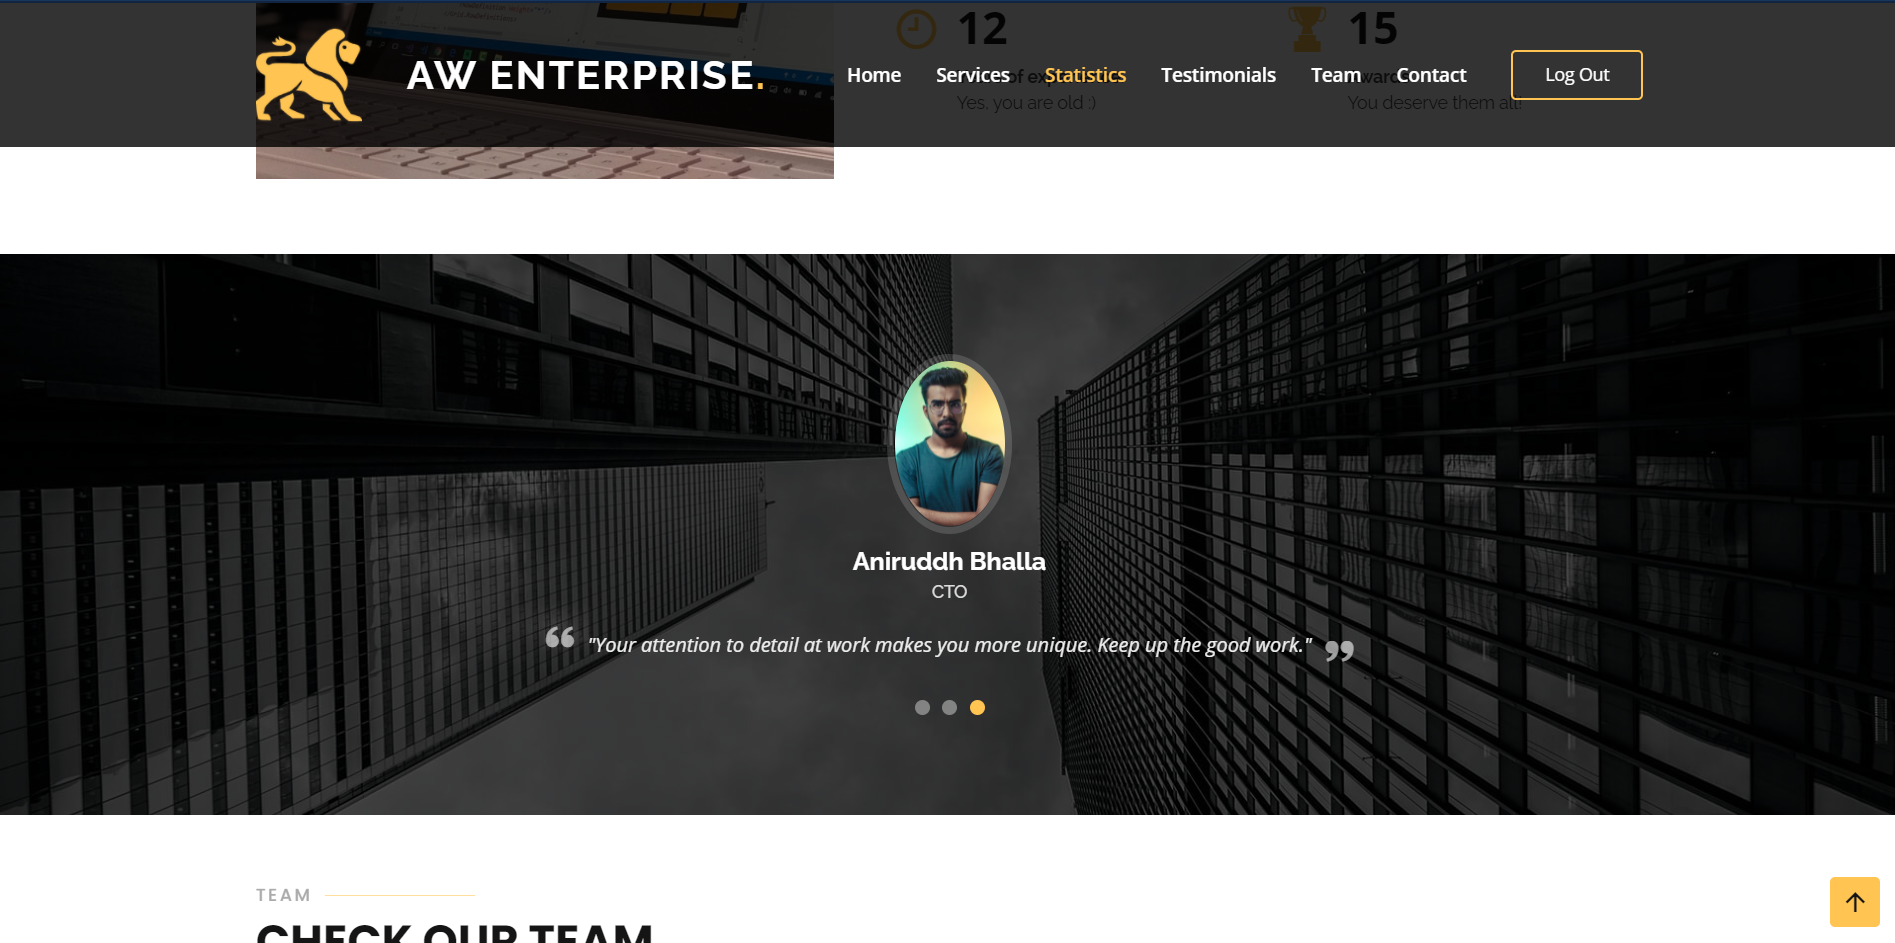 12
15
AW ENTERPRISE.
Home
Services
Statistics
Testimonials
Team
Contact
Log Out
of exp
Yes, you are old :)
You deserve them all!
Aniruddh Bhalla
CTO
"Your attention to detail at work makes you more unique. Keep up the good work."
TEAM
CHECK OUR TEAM